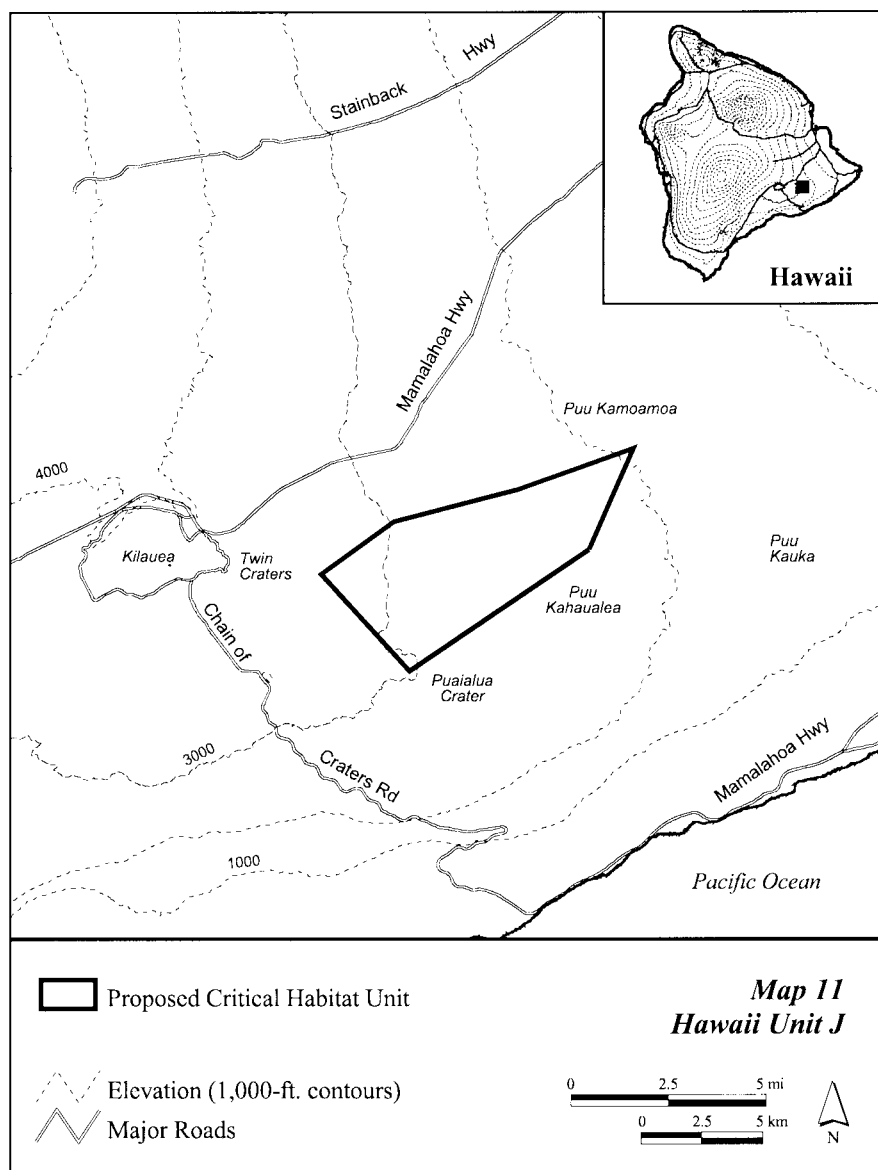 Stainback
Hwy
Hawaii
Mamalahoa Hwy
Puu Kamoamoa
4000
Kilauea
Twin
Craters
Puu
Kauka
Puu
Kahaualea
Chain of
Puaialua
Crater
3000
Craters Rd
Mamalahoa Hwy
1000
Pacific Ocean
Proposed Critical Habitat Unit
Map 11
Hawaii Unit J
Elevation (1,000-ft. contours)
Major Roads
0 2.5 5 mi
0 2.5 5 km
N